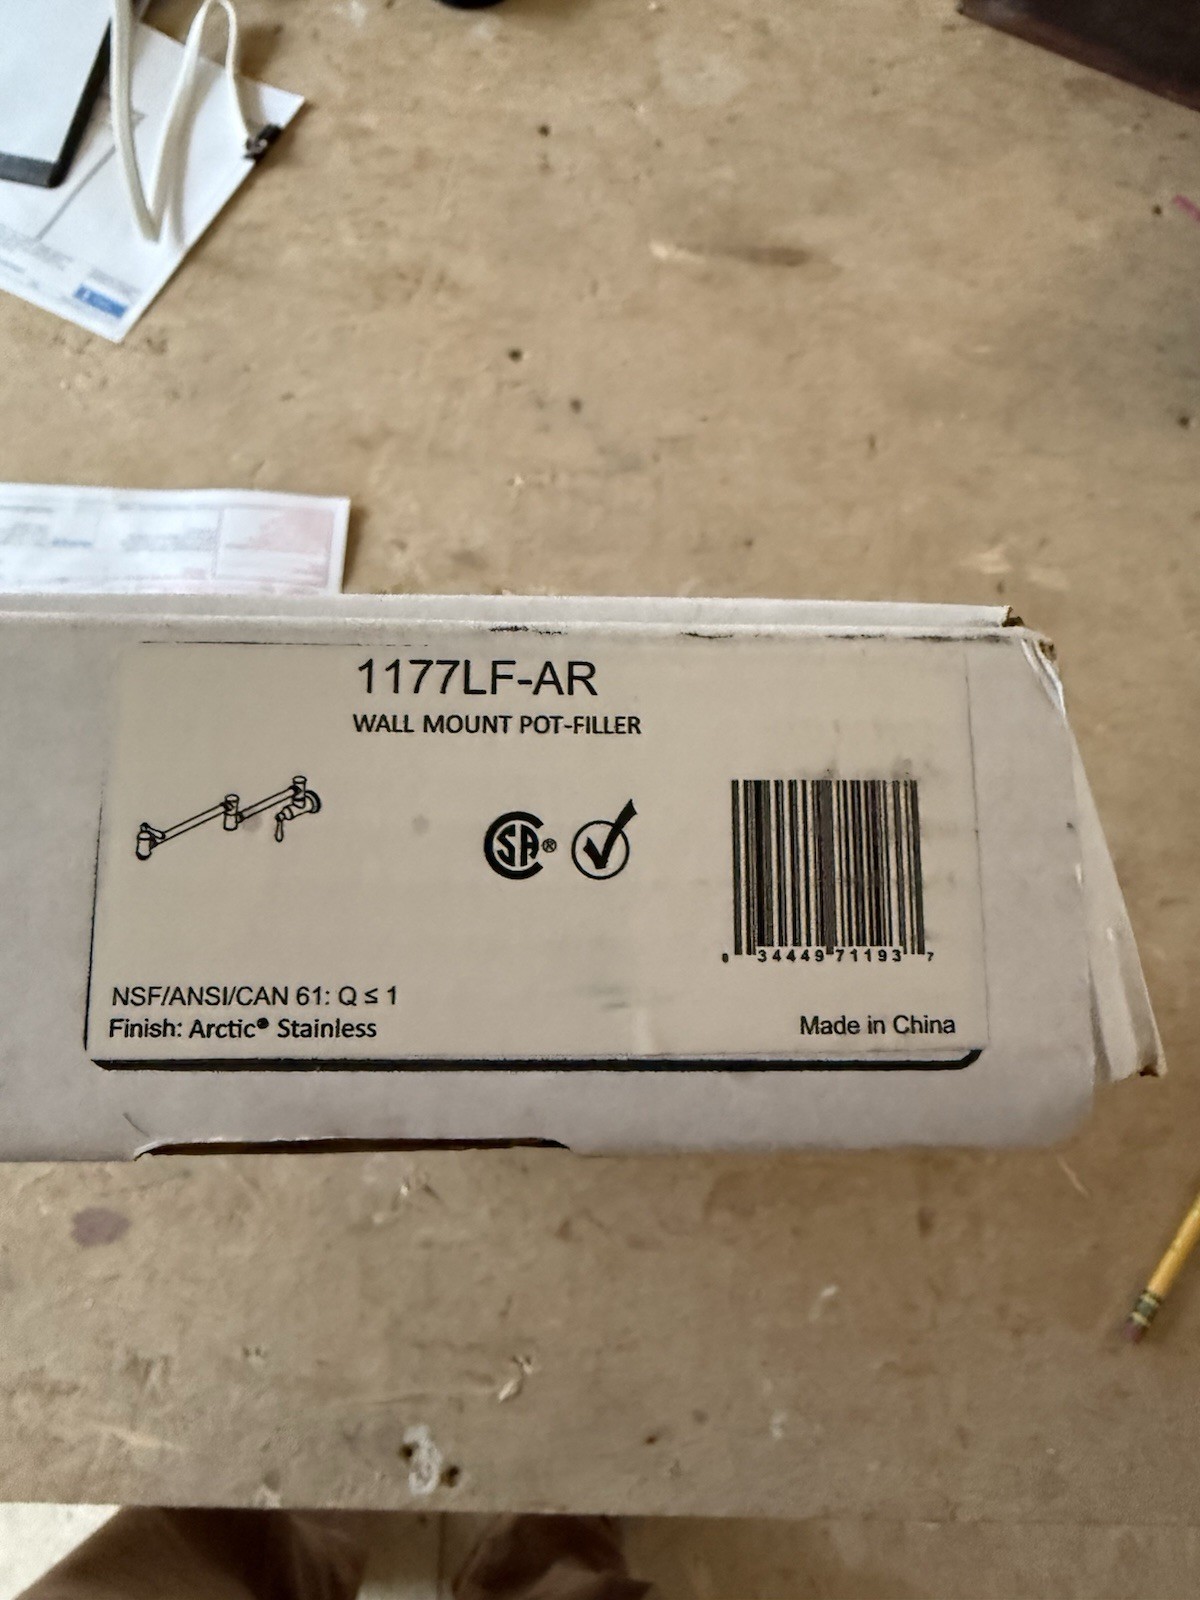 1177LF-AR
WALL MOUNT POT-FILLER
SA®
0 34449 71193 7
NSF/ANSI/CAN 61: Q ≤ 1
Finish: Arctic® Stainless
Made in China